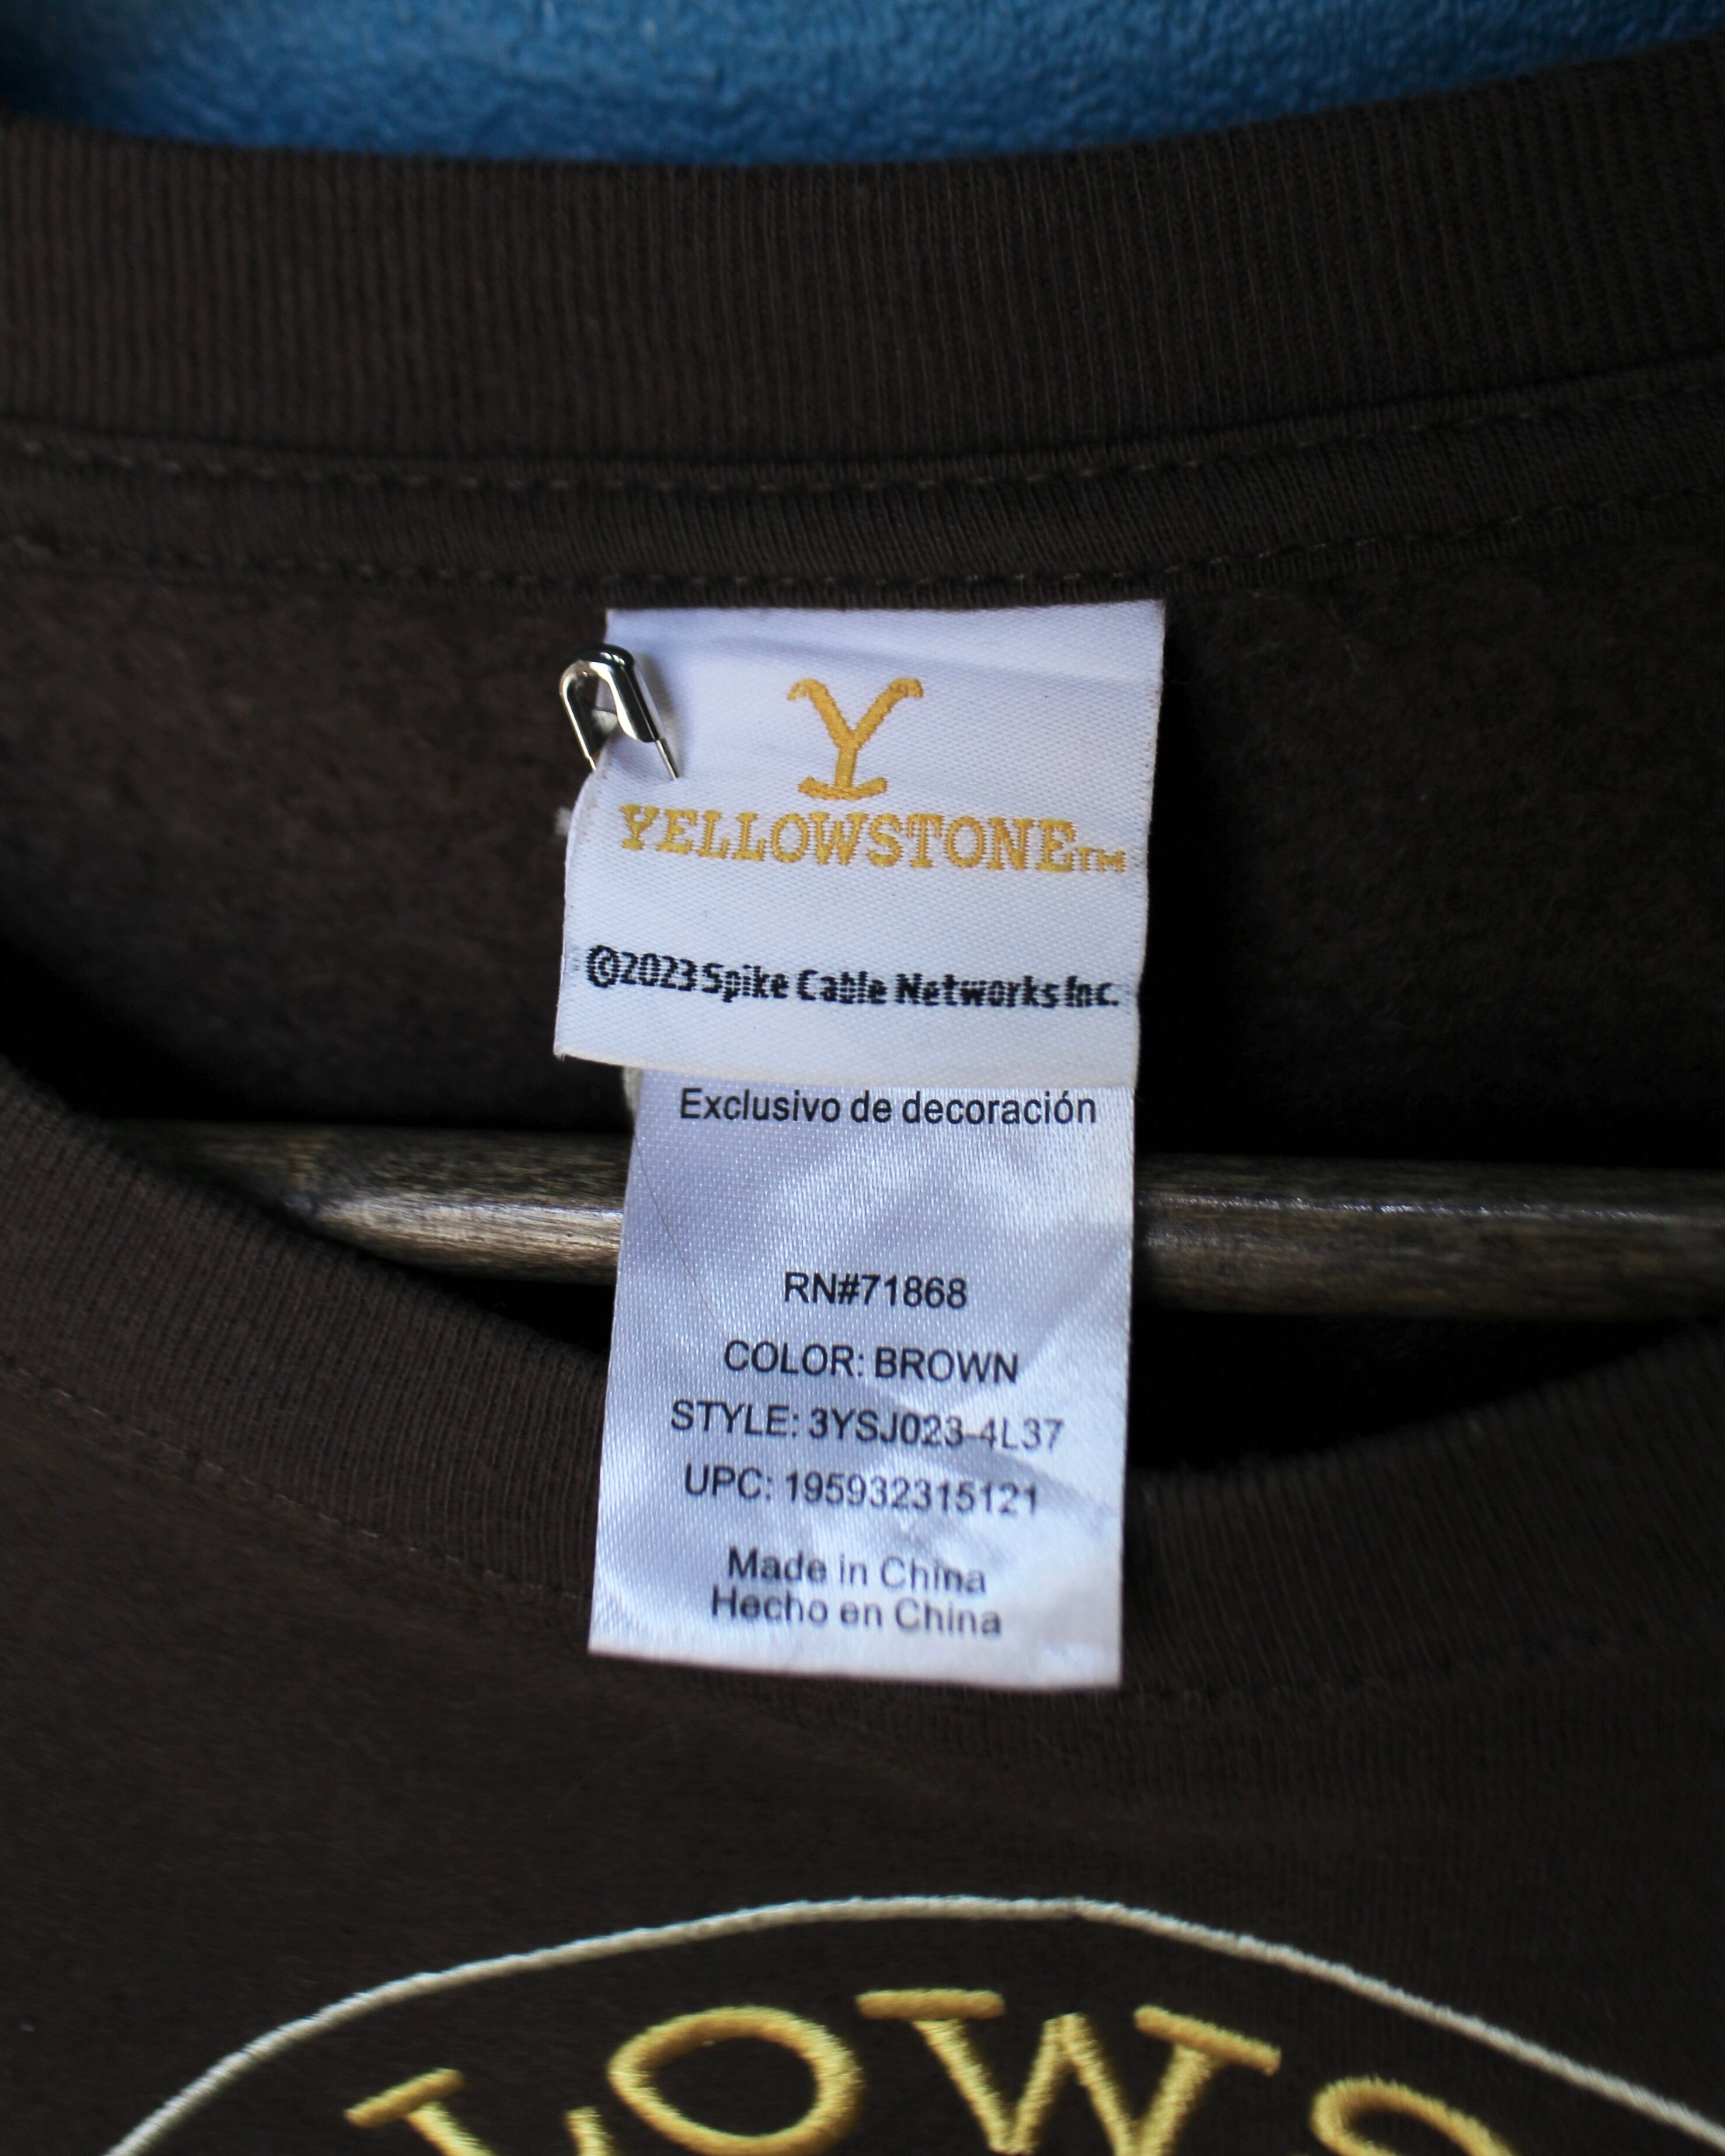 Y
YELLOWSTONE™
©2023 Spike Cable Networks Inc.
Exclusivo de decoración
RN#71868
COLOR: BROWN
STYLE: 3YSJ023-4L37
UPC: 195932315121
Made in China
Hecho en China
LOWS